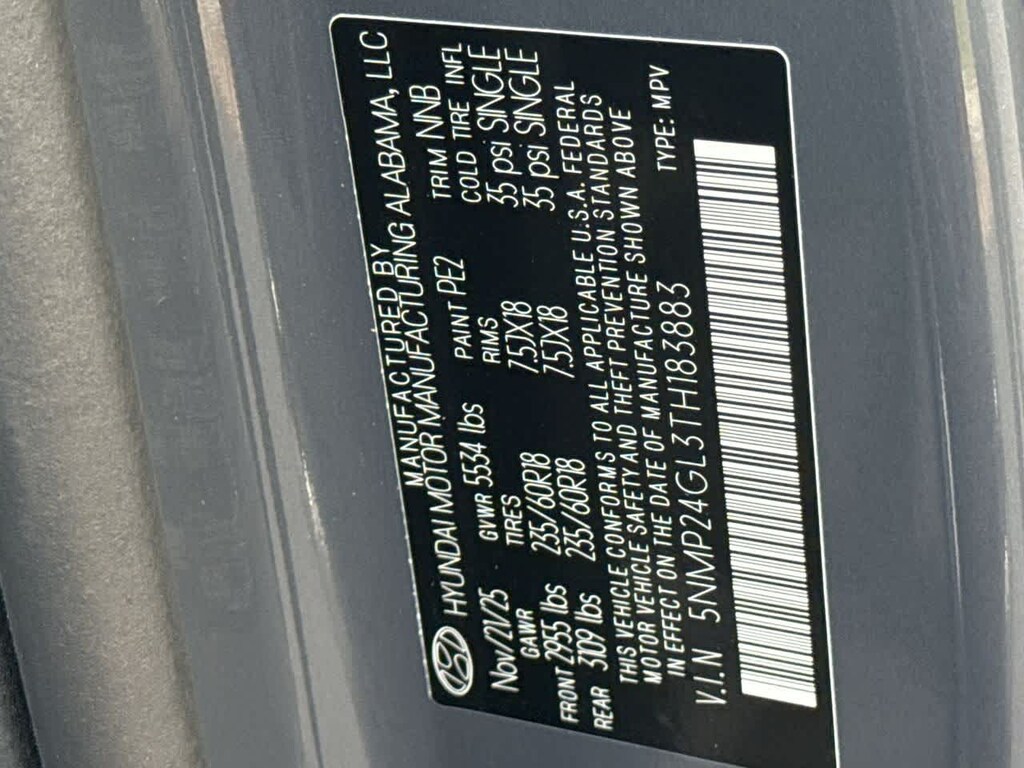 MANUFACTURED BY
HYUNDAI MOTOR MANUFACTURING ALABAMA, LLC
Nov/21/25 GVWR 5534 lbs PAINT PE2 TRIM NNB
GAWR TIRES RIMS COLD TIRE INFL
FRONT 2955 lbs 235/60R18 7.5JX18 35 psi SINGLE
REAR 3109 lbs 235/60R18 7.5JX18 35 psi SINGLE
THIS VEHICLE CONFORMS TO ALL APPLICABLE U.S.A. FEDERAL
MOTOR VEHICLE SAFETY AND THEFT PREVENTION STANDARDS
IN EFFECT ON THE DATE OF MANUFACTURE SHOWN ABOVE
V.I.N 5NMP24GL3TH183883 TYPE: MPV